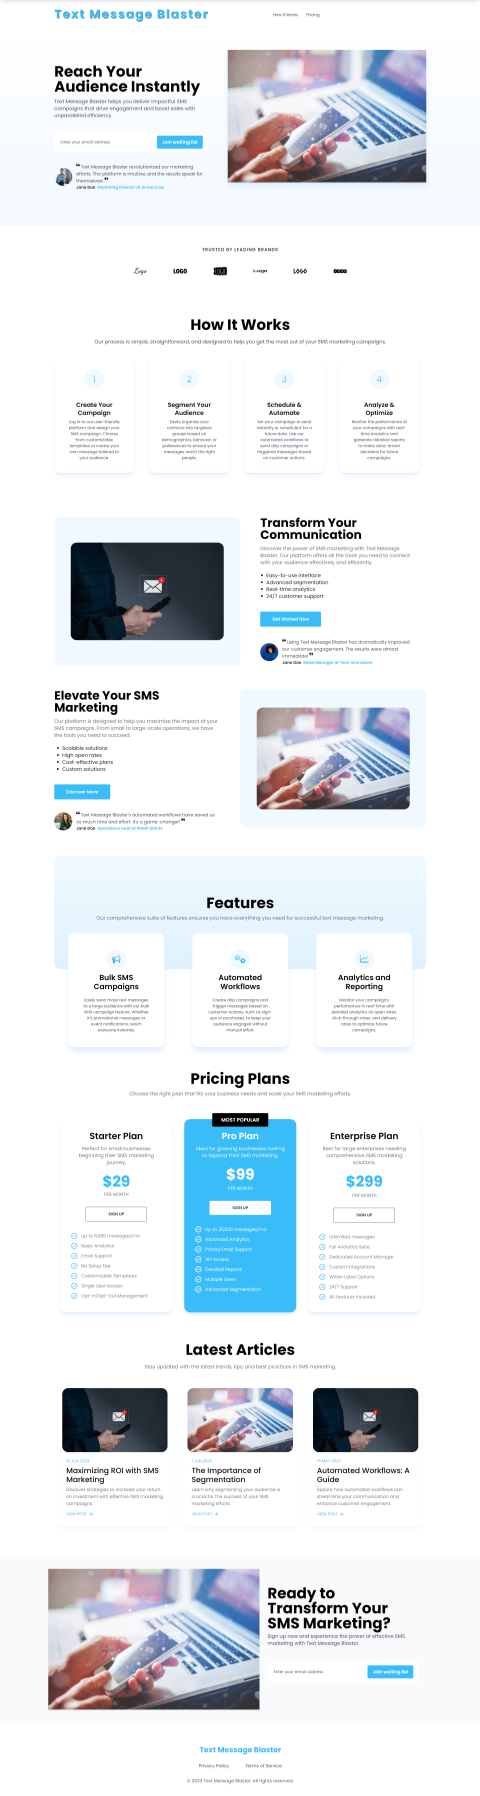 Text Message Blaster
How It Works
Pricing
Reach Your
Audience Instantly
Text Message Blaster helps you deliver impactful SMS
campaigns that drive engagement and boost sales with
unparalleled efficiency.
Enter your email address
Join waiting list
❝ Text Message Blaster revolutionized our marketing
efforts. The platform is intuitive, and the results speak for
themselves! ❞
Jane Doe Marketing Director at Acme Corp
TRUSTED BY LEADING BRANDS
Logo
LOGO
Logo
LOGO
How It Works
Our process is simple, straightforward, and designed to help you get the most out of your SMS marketing campaigns.
1
Create Your
Campaign
Log in to our user-friendly
platform and design your
SMS campaign. Choose
from customizable
templates or create your
own message tailored to
your audience.
2
Segment Your
Audience
Easily organize your
contacts into targeted
groups based on
demographics, behavior, or
preferences to ensure your
messages reach the right
people.
3
Schedule &
Automate
Set your campaign to send
instantly or schedule it for a
future date. Use our
automated workflows to
send drip campaigns or
triggered messages based
on customer actions.
4
Analyze &
Optimize
Monitor the performance of
your campaigns with real-
time analytics and
generate detailed reports
to make data-driven
decisions for future
campaigns.
Transform Your
Communication
Discover the power of SMS marketing with Text Message
Blaster. Our platform offers all the tools you need to connect
with your audience effectively and efficiently.
• Easy-to-use interface
• Advanced segmentation
• Real-time analytics
• 24/7 customer support
Get Started Now
❝ Using Text Message Blaster has dramatically improved
our customer engagement. The results were almost
immediate! ❞
Jane Doe Sales Manager at Tech Innovators
Elevate Your SMS
Marketing
Our platform is designed to help you maximize the impact of your
SMS campaigns. From small to large-scale operations, we have
the tools you need to succeed.
• Scalable solutions
• High open rates
• Cost-effective plans
• Custom solutions
Discover More
❝ Text Message Blaster's automated workflows have saved us
so much time and effort. It's a game-changer! ❞
Jane Doe Operations Lead at Retail Giants
Features
Our comprehensive suite of features ensures you have everything you need for successful text message marketing.
Bulk SMS
Campaigns
Easily send mass text messages
to a large audience with our bulk
SMS campaign feature. Whether
it's promotional messages or
event notifications, reach
everyone instantly.
Automated
Workflows
Create drip campaigns and
trigger messages based on
customer actions, such as sign-
ups or purchases, to keep your
audience engaged without
manual effort.
Analytics and
Reporting
Monitor your campaign's
performance in real-time with
detailed analytics on open rates,
click-through rates, and delivery
rates to optimize future
campaigns.
Pricing Plans
Choose the right plan that fits your business needs and scale your SMS marketing efforts.
Starter Plan
Perfect for small businesses
beginning their SMS marketing
journey.
$29
PER MONTH
SIGN UP
Up to 5,000 messages/mo
Basic Analytics
Email Support
No Setup Fee
Customizable Templates
Single User Access
Opt-In/Opt-Out Management
MOST POPULAR
Pro Plan
Ideal for growing businesses looking
to expand their SMS marketing.
$99
PER MONTH
SIGN UP
Up to 20,000 messages/mo
Advanced Analytics
Priority Email Support
API Access
Detailed Reports
Multiple Users
Advanced Segmentation
Enterprise Plan
Best for large enterprises needing
comprehensive SMS marketing
solutions.
$299
PER MONTH
SIGN UP
Unlimited messages
Full Analytics Suite
Dedicated Account Manager
Custom Integrations
White-Label Options
24/7 Support
All Features Included
Latest Articles
Stay updated with the latest trends, tips, and best practices in SMS marketing.
15 JUN 2023
Maximizing ROI with SMS
Marketing
Discover strategies to increase your return
on investment with effective SMS marketing
campaigns.
VIEW POST →
1 JUN 2023
The Importance of
Segmentation
Learn why segmenting your audience is
crucial for the success of your SMS
marketing efforts.
VIEW POST →
15 MAY 2023
Automated Workflows: A
Guide
Explore how automated workflows can
streamline your communication and
enhance customer engagement.
VIEW POST →
Ready to
Transform Your
SMS Marketing?
Sign up now and experience the power of effective SMS
marketing with Text Message Blaster.
Enter your email address
Join waiting list
Text Message Blaster
Privacy Policy
Terms of Service
© 2023 Text Message Blaster. All rights reserved.